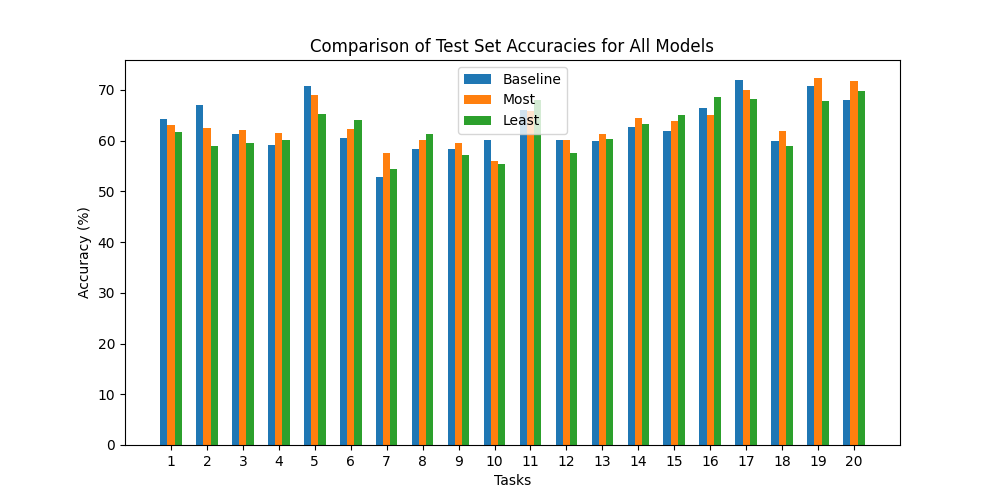 Comparison of Test Set Accuracies for All Models
Baseline
Most
Least
Accuracy (%)
70
60
50
40
30
20
10
0
1 2 3 4 5 6 7 8 9 10 11 12 13 14 15 16 17 18 19 20
Tasks